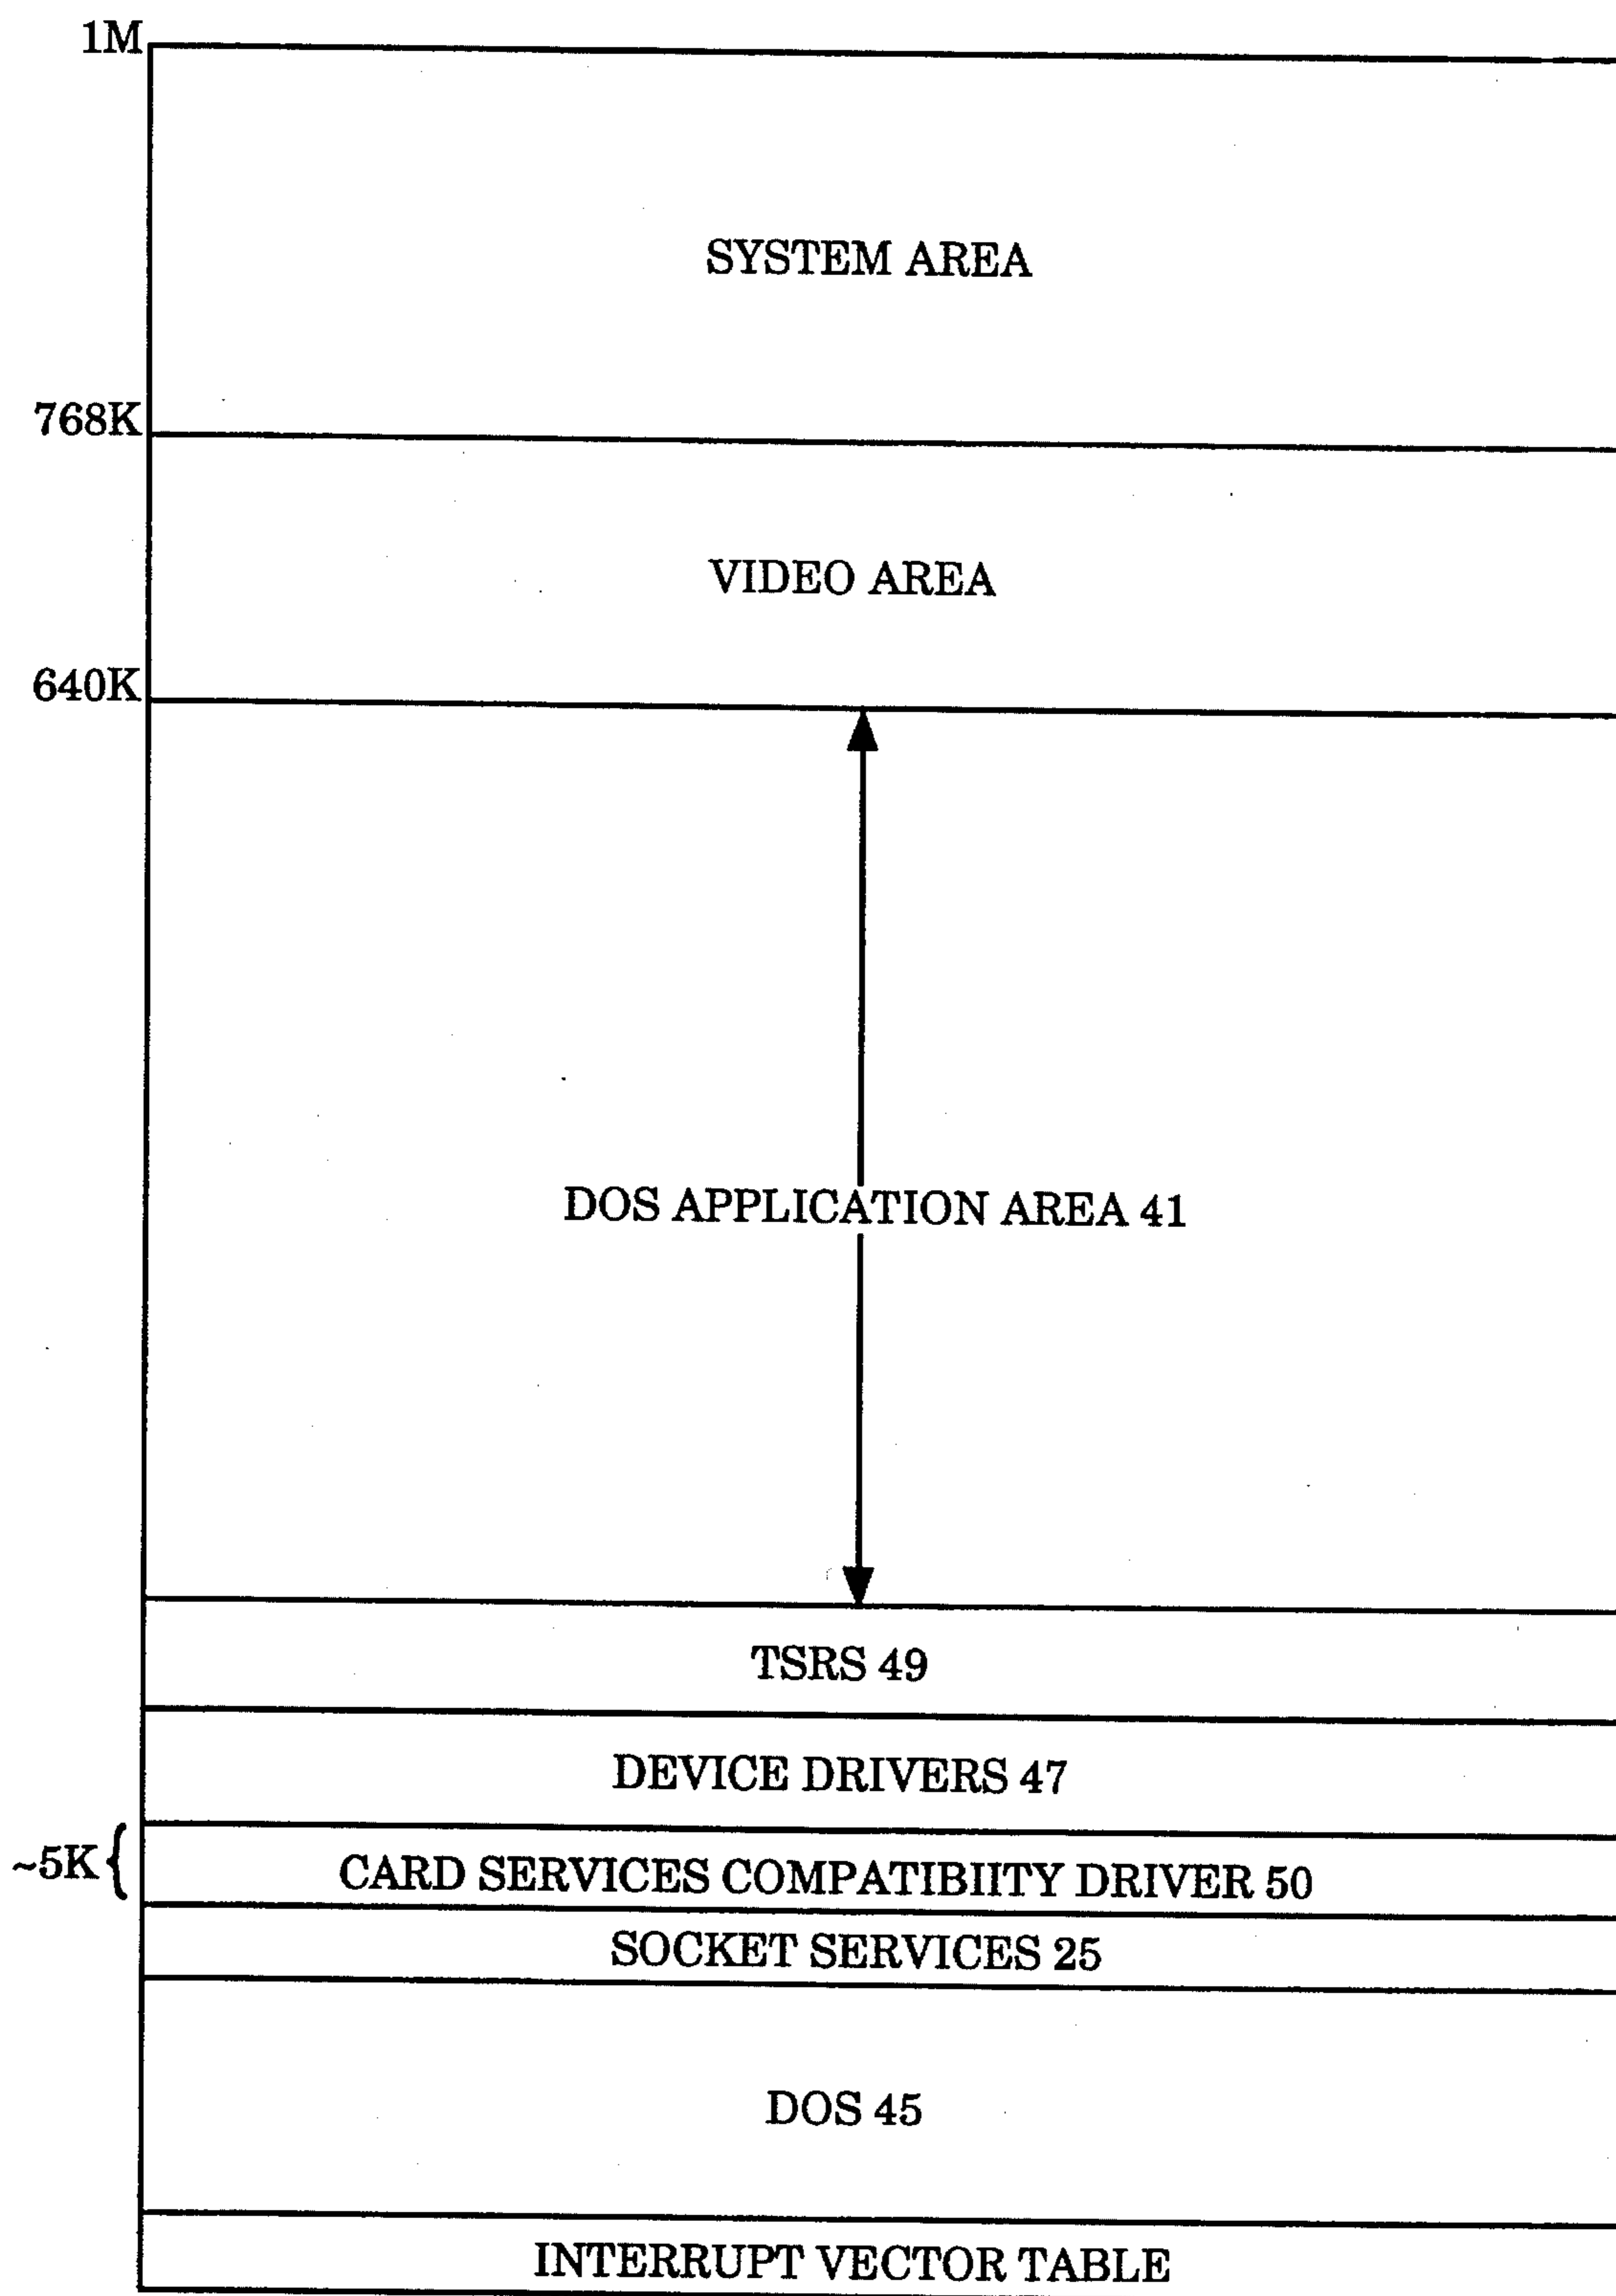 1M
SYSTEM AREA
768K
VIDEO AREA
640K
DOS APPLICATION AREA 41
TSRS 49
DEVICE DRIVERS 47
~5K {
CARD SERVICES COMPATIBIITY DRIVER 50
SOCKET SERVICES 25
DOS 45
INTERRUPT VECTOR TABLE